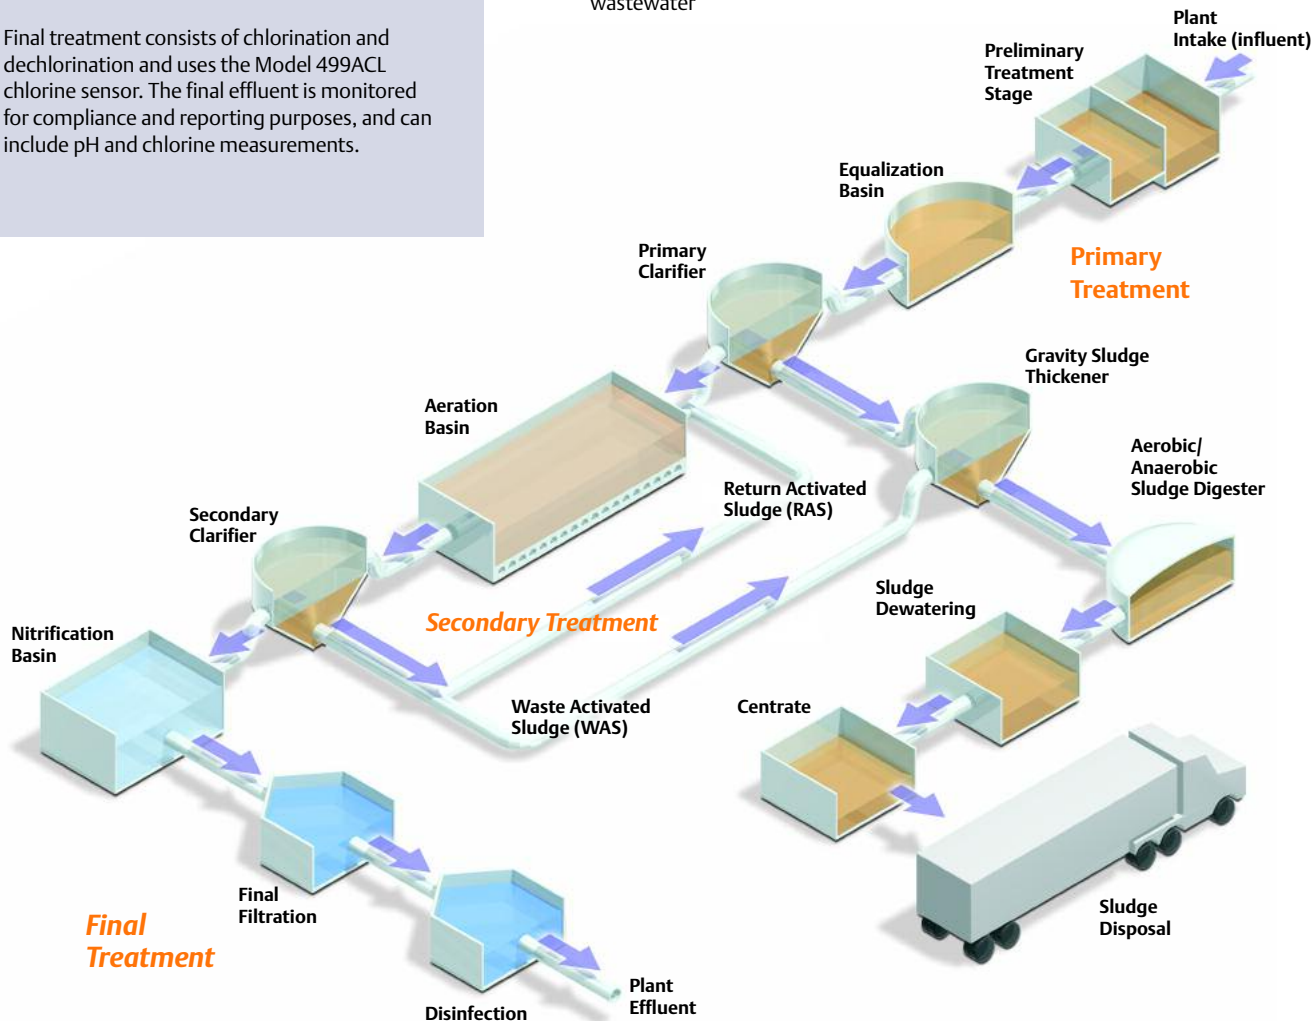 wastewater
Final treatment consists of chlorination and
dechlorination and uses the Model 499ACL
chlorine sensor. The final effluent is monitored
for compliance and reporting purposes, and can
include pH and chlorine measurements.
Plant
Intake (influent)
Preliminary
Treatment
Stage
Equalization
Basin
Primary
Clarifier
Primary
Treatment
Gravity Sludge
Thickener
Aeration
Basin
Aerobic/
Anaerobic
Sludge Digester
Return Activated
Sludge (RAS)
Secondary
Clarifier
Sludge
Dewatering
Secondary Treatment
Nitrification
Basin
Waste Activated
Sludge (WAS)
Centrate
Final
Filtration
Sludge
Disposal
Final
Treatment
Plant
Effluent
Disinfection